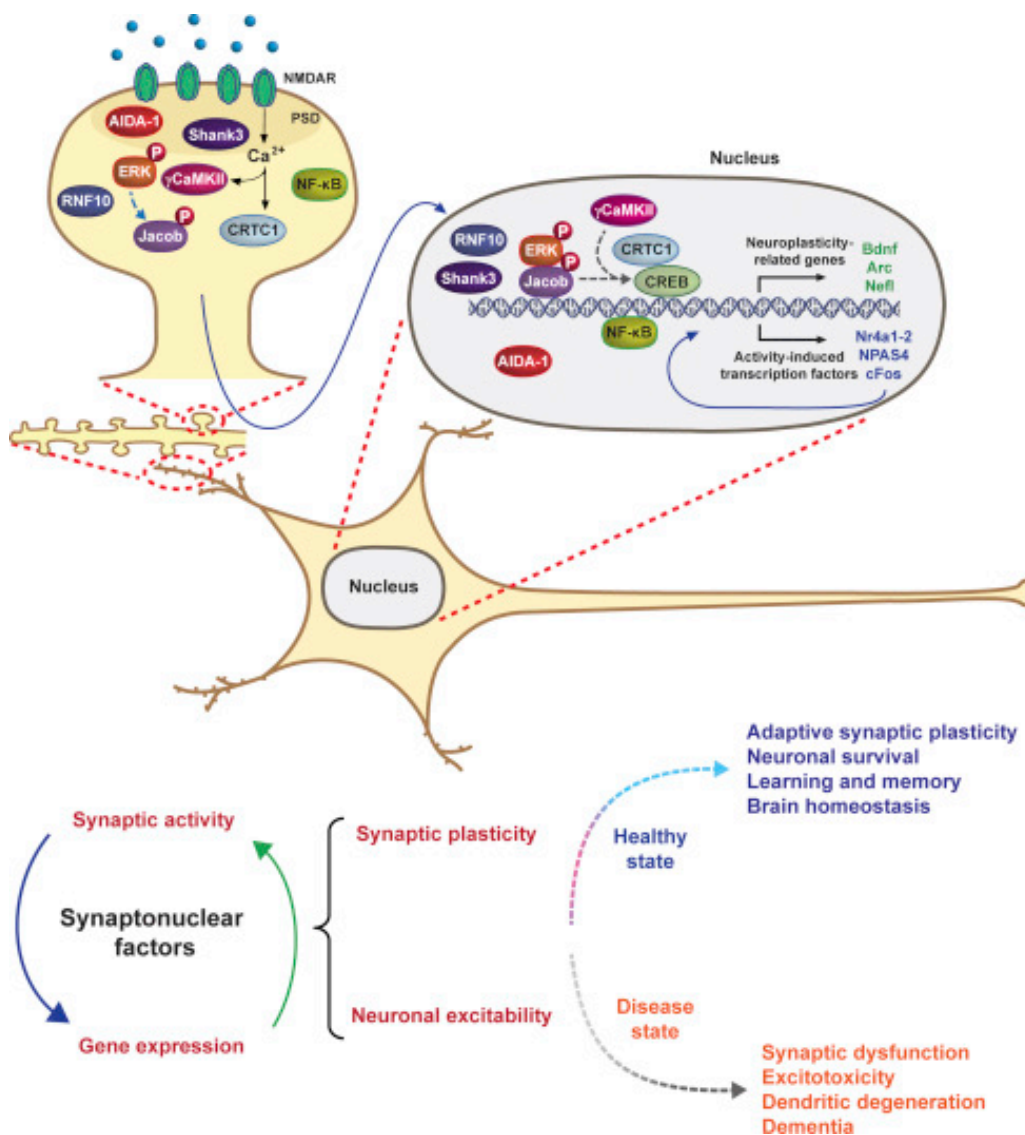 NMDAR
PSD
AIDA-1
Shank3
Ca2+
P
ERK
γCaMKII
NF-κB
RNF10
P
Jacob
CRTC1
Nucleus
γCaMKII
RNF10
P
ERK
CRTC1
Neuroplasticity-
related genes
Bdnf
Arc
Nefl
Shank3
P
Jacob
CREB
NF-κB
AIDA-1
Activity-induced
transcription factors
Nr4a1-2
NPAS4
cFos
Nucleus
Synaptic activity
Synaptonuclear
factors
Gene expression
Synaptic plasticity
Neuronal excitability
Healthy
state
Adaptive synaptic plasticity
Neuronal survival
Learning and memory
Brain homeostasis
Disease
state
Synaptic dysfunction
Excitotoxicity
Dendritic degeneration
Dementia